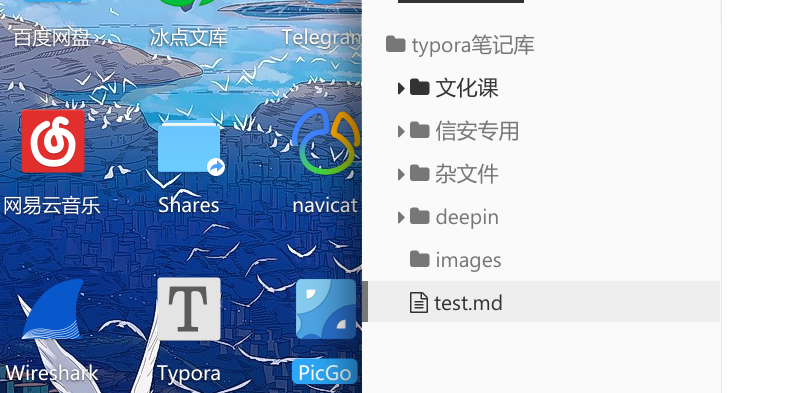 百度网盘
冰点文库
Telegram
网易云音乐
Shares
navicat
Wireshark
T
Typora
PicGo
typora笔记库
文化课
信安专用
杂文件
deepin
images
test.md